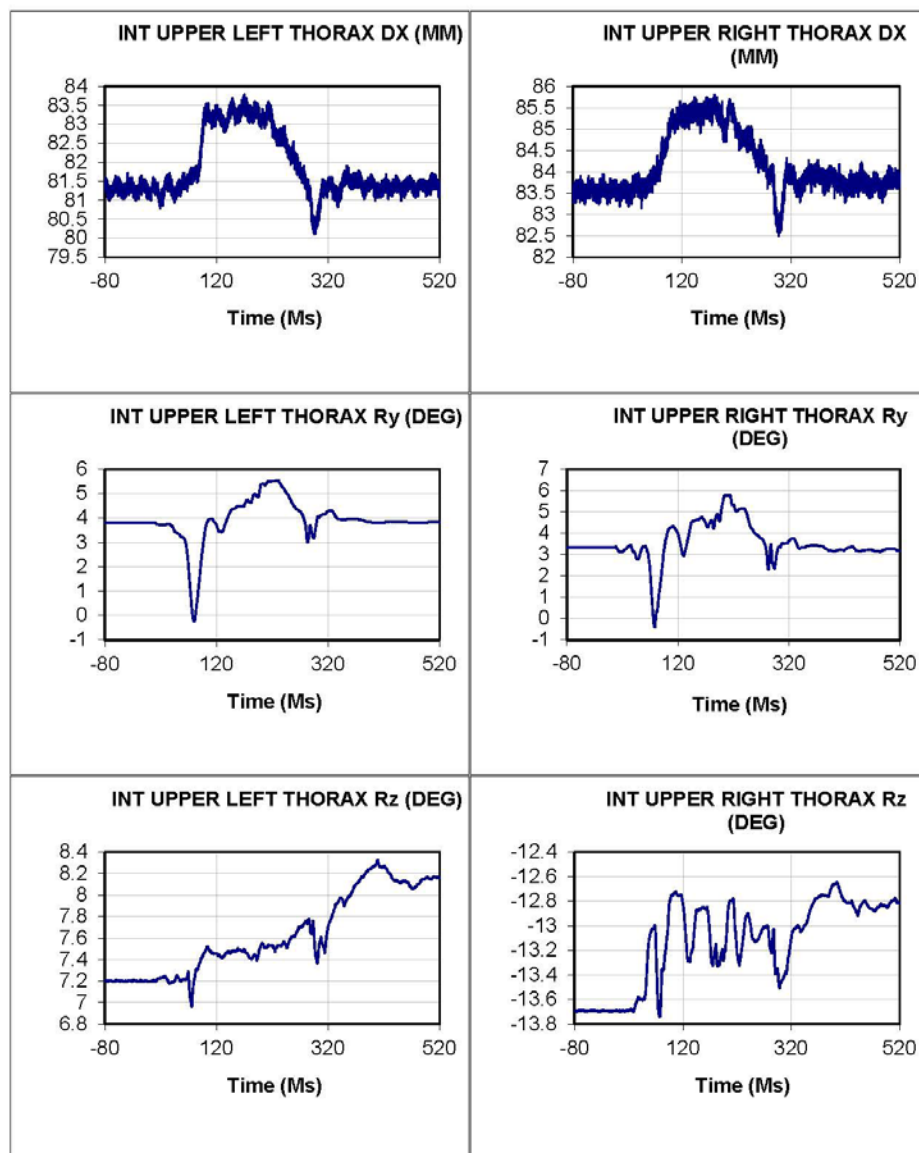 INT UPPER LEFT THORAX DX (MM)
84
83.5
83
82.5
82
81.5
81
80.5
80
79.5
-80 120 320 520
Time (Ms)
INT UPPER RIGHT THORAX DX
(MM)
86
85.5
85
84.5
84
83.5
83
82.5
82
-80 120 320 520
Time (Ms)
INT UPPER LEFT THORAX Ry (DEG)
6
5
4
3
2
1
0
-1
-80 120 320 520
Time (Ms)
INT UPPER RIGHT THORAX Ry
(DEG)
7
6
5
4
3
2
1
0
-1
-80 120 320 520
Time (Ms)
INT UPPER LEFT THORAX Rz (DEG)
8.4
8.2
8
7.8
7.6
7.4
7.2
7
6.8
-80 120 320 520
Time (Ms)
INT UPPER RIGHT THORAX Rz
(DEG)
-12.4
-12.6
-12.8
-13
-13.2
-13.4
-13.6
-13.8
-80 120 320 520
Time (Ms)